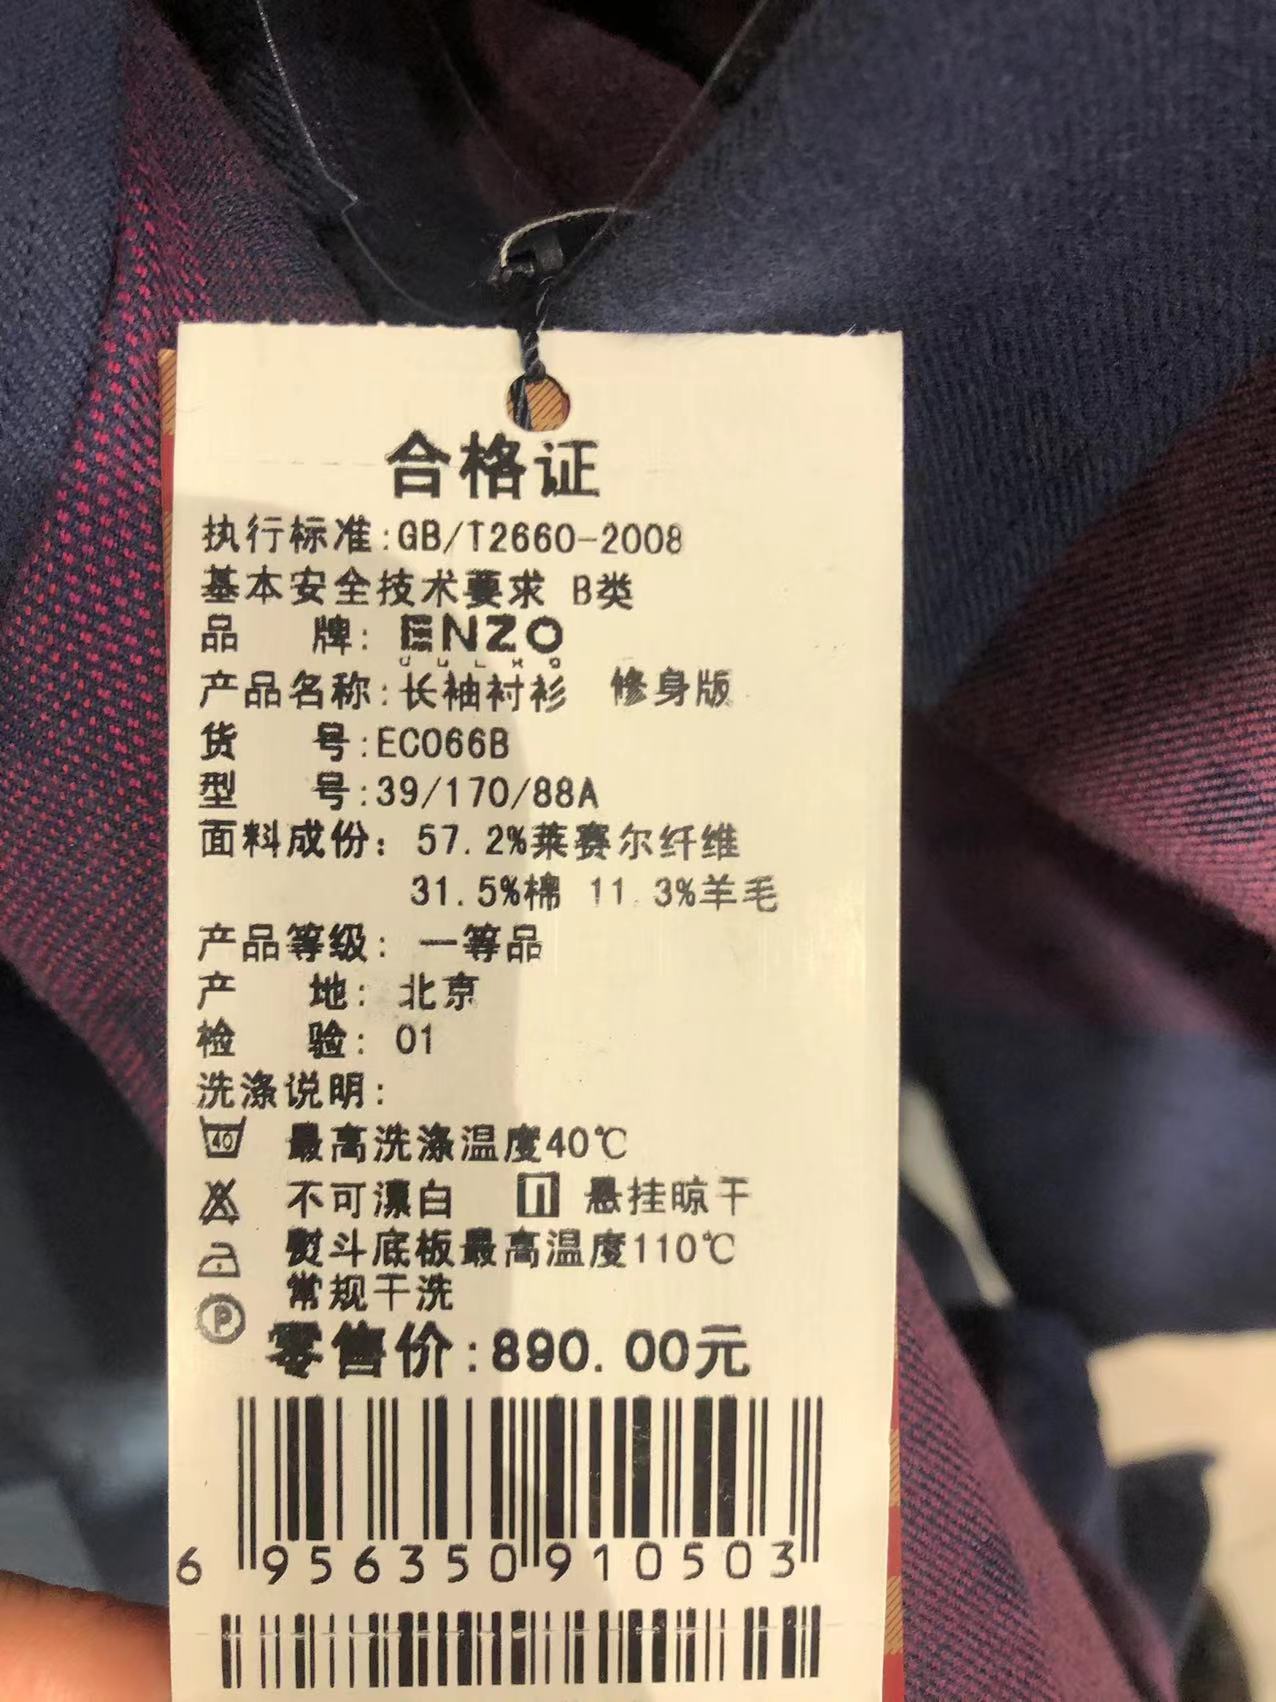 合格证
执行标准:GB/T2660-2008
基本安全技术要求 B类
品 牌: ENZO
产品名称:长袖衬衫 修身版
货 号:EC066B
型 号:39/170/88A
面料成份: 57.2%莱赛尔纤维
31.5%棉 11.3%羊毛
产品等级: 一等品
产 地: 北京
检 验: 01
洗涤说明:
40 最高洗涤温度40℃
不可漂白 悬挂晾干
熨斗底板最高温度110℃
P 常规干洗
零售价:890.00元
6 956350 910503